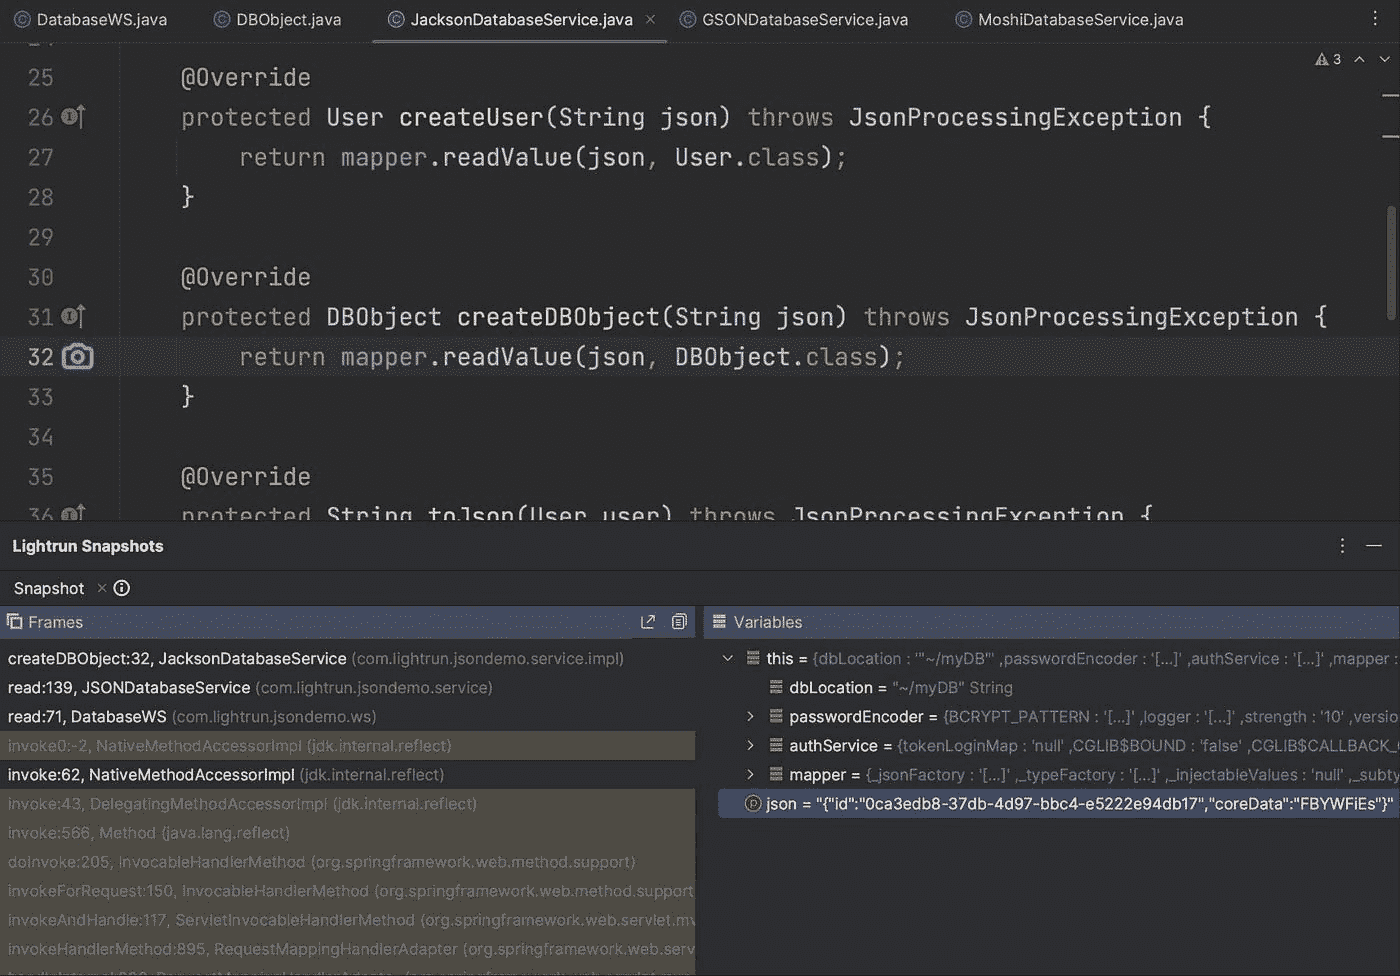 DatabaseWS.java DBObject.java JacksonDatabaseService.java GSONDatabaseService.java MoshiDatabaseService.java
3
25 @Override
26 protected User createUser(String json) throws JsonProcessingException {
27 return mapper.readValue(json, User.class);
28 }
29
30 @Override
31 protected DBObject createDBObject(String json) throws JsonProcessingException {
32 return mapper.readValue(json, DBObject.class);
33 }
34
35 @Override
36 protected String toJson(User user) throws JsonProcessingException {
Lightrun Snapshots
Snapshot
Frames
createDBObject:32, JacksonDatabaseService (com.lightrun.jsondemo.service.impl)
read:139, JSONDatabaseService (com.lightrun.jsondemo.service)
read:71, DatabaseWS (com.lightrun.jsondemo.ws)
invoke0:-2, NativeMethodAccessorImpl (jdk.internal.reflect)
invoke:62, NativeMethodAccessorImpl (jdk.internal.reflect)
invoke:43, DelegatingMethodAccessorImpl (jdk.internal.reflect)
invoke:566, Method (java.lang.reflect)
doInvoke:205, InvocableHandlerMethod (org.springframework.web.method.support)
invokeForRequest:150, InvocableHandlerMethod (org.springframework.web.method.support
invokeAndHandle:117, ServletInvocableHandlerMethod (org.springframework.web.servlet.mv
invokeHandlerMethod:895, RequestMappingHandlerAdapter (org.springframework.web.serv
Variables
this = {dbLocation : '"~/myDB"' ,passwordEncoder : '[...]' ,authService : '[...]' ,mapper :
dbLocation = "~/myDB" String
passwordEncoder = {BCRYPT_PATTERN : '[...]' ,logger : '[...]' ,strength : '10' ,versio
authService = {tokenLoginMap : 'null' ,CGLIB$BOUND : 'false' ,CGLIB$CALLBACK_
mapper = {_jsonFactory : '[...]' ,_typeFactory : '[...]' ,_injectableValues : 'null' ,_subty
json = "{"id":"0ca3edb8-37db-4d97-bbc4-e5222e94db17","coreData":"FBYWFiEs"}"